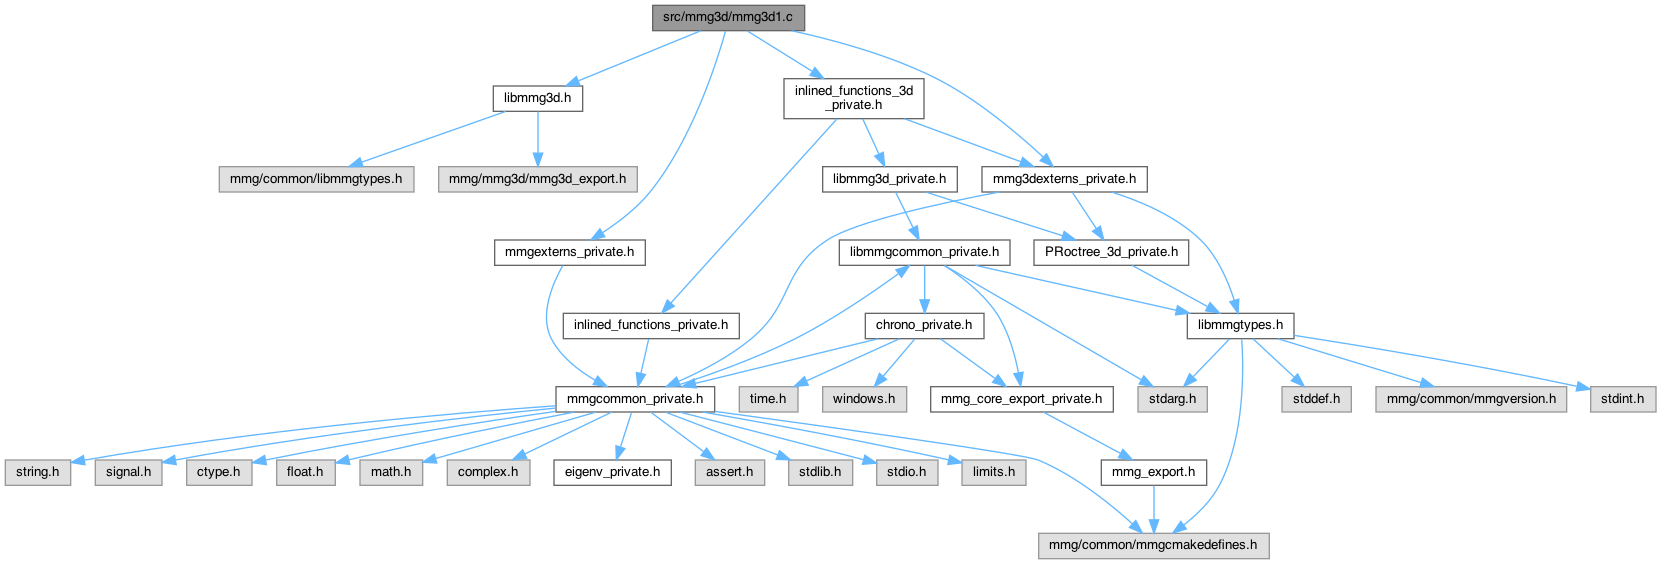 src/mmg3d/mmg3d1.c
libmmg3d.h
inlined_functions_3d
_private.h
mmg/common/libmmgtypes.h
mmg/mmg3d/mmg3d_export.h
libmmg3d_private.h
mmg3dexterns_private.h
mmgexterns_private.h
libmmgcommon_private.h
PRoctree_3d_private.h
inlined_functions_private.h
chrono_private.h
libmmgtypes.h
mmgcommon_private.h
time.h
windows.h
mmg_core_export_private.h
stdarg.h
stddef.h
mmg/common/mmgversion.h
stdint.h
string.h
signal.h
ctype.h
float.h
math.h
complex.h
eigenv_private.h
assert.h
stdlib.h
stdio.h
limits.h
mmg_export.h
mmg/common/mmgcmakedefines.h